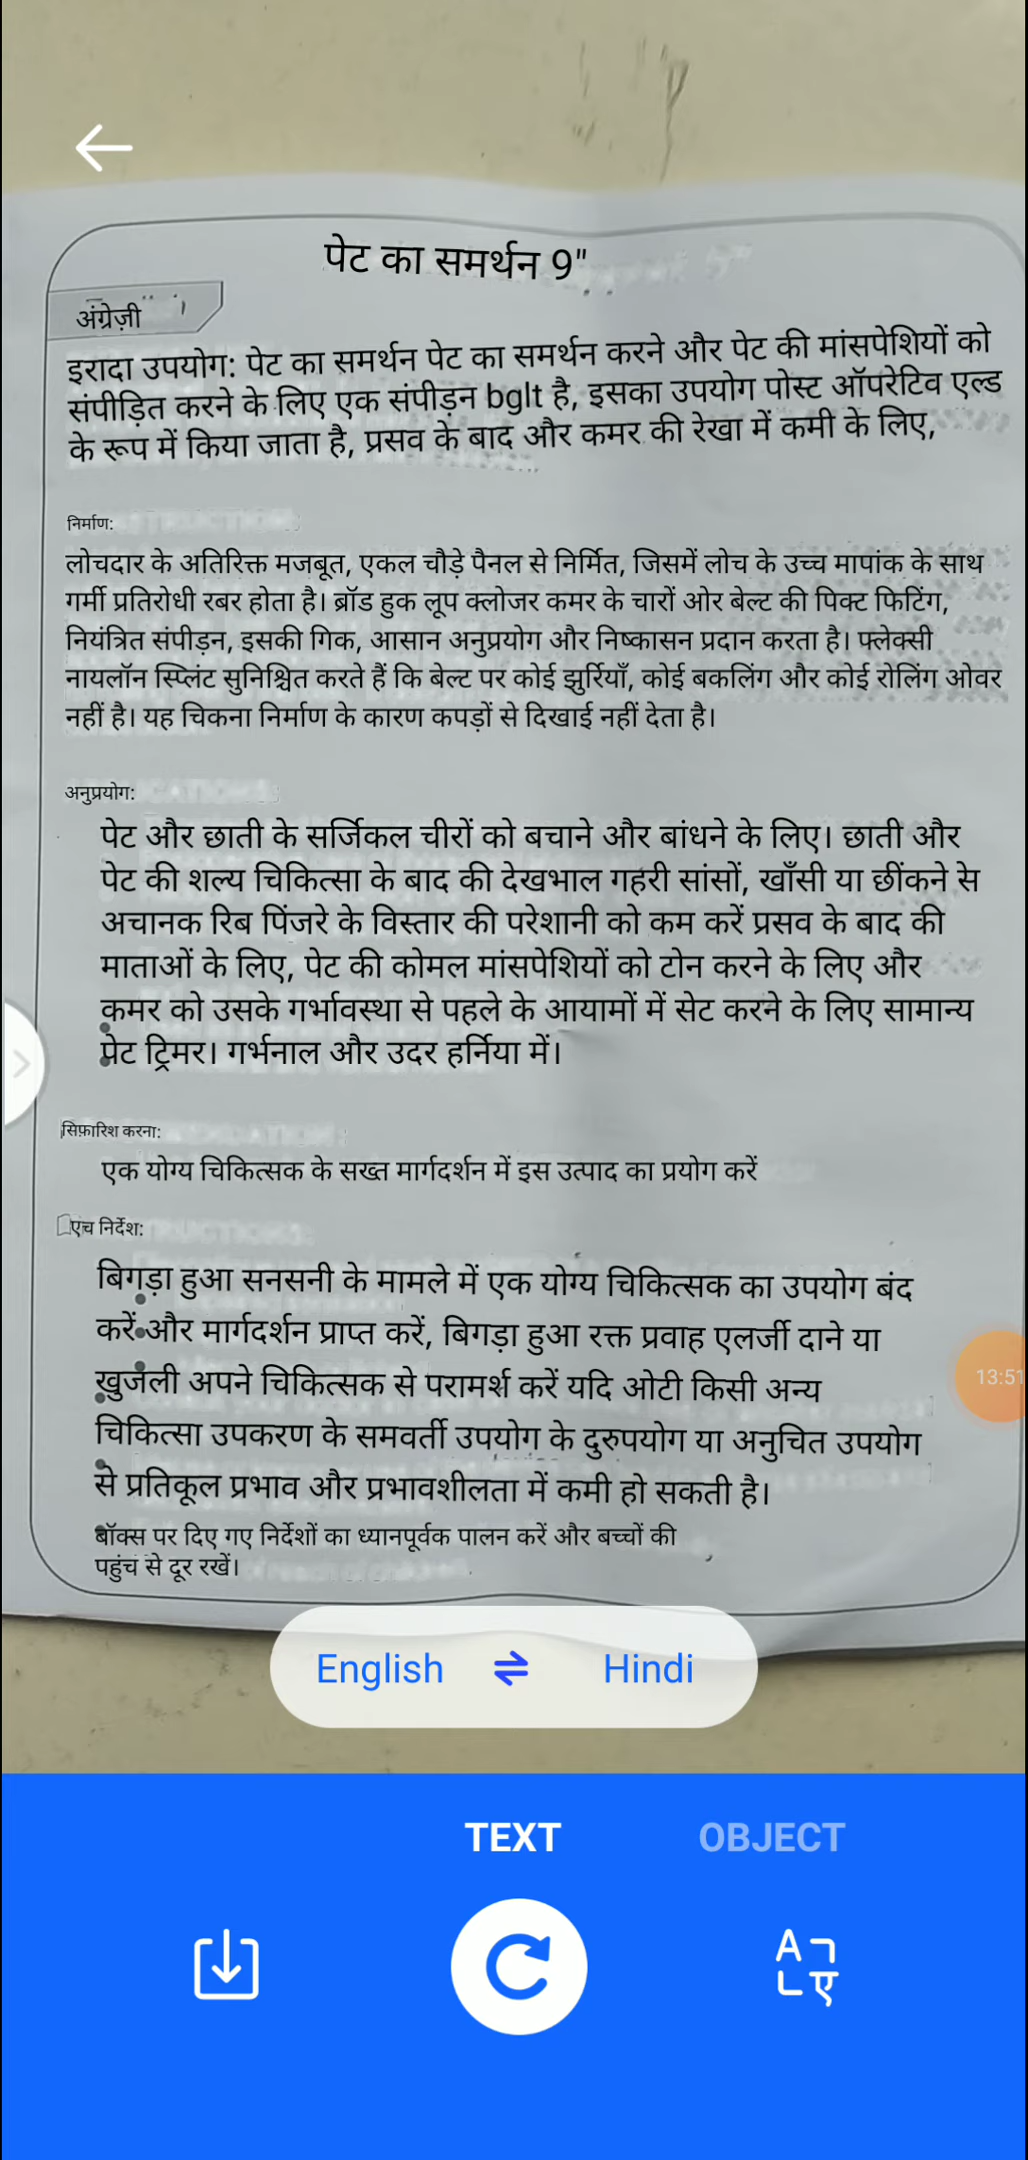 पेट का समर्थन 9"
अंग्रेज़ी
इरादा उपयोग: पेट का समर्थन पेट का समर्थन करने और पेट की मांसपेशियों को
संपीड़ित करने के लिए एक संपीड़न bglt है, इसका उपयोग पोस्ट ऑपरेटिव एल्ड
के रूप में किया जाता है, प्रसव के बाद और कमर की रेखा में कमी के लिए,
निर्माण:
लोचदार के अतिरिक्त मजबूत, एकल चौड़े पैनल से निर्मित, जिसमें लोच के उच्च मापांक के साथ
गर्मी प्रतिरोधी रबर होता है। ब्रॉड हुक लूप क्लोजर कमर के चारों ओर बेल्ट की पिक्ट फिटिंग,
नियंत्रित संपीड़न, इसकी गिक, आसान अनुप्रयोग और निष्कासन प्रदान करता है। फ्लेक्सी
नायलॉन स्प्लिंट सुनिश्चित करते हैं कि बेल्ट पर कोई झुर्रियाँ, कोई बकलिंग और कोई रोलिंग ओवर
नहीं है। यह चिकना निर्माण के कारण कपड़ों से दिखाई नहीं देता है।
अनुप्रयोग:
पेट और छाती के सर्जिकल चीरों को बचाने और बांधने के लिए। छाती और
पेट की शल्य चिकित्सा के बाद की देखभाल गहरी सांसों, खाँसी या छींकने से
अचानक रिब पिंजरे के विस्तार की परेशानी को कम करें प्रसव के बाद की
माताओं के लिए, पेट की कोमल मांसपेशियों को टोन करने के लिए और
कमर को उसके गर्भावस्था से पहले के आयामों में सेट करने के लिए सामान्य
पेट ट्रिमर। गर्भनाल और उदर हर्निया में।
सिफ़ारिश करना:
एक योग्य चिकित्सक के सख्त मार्गदर्शन में इस उत्पाद का प्रयोग करें
एच निर्देश:
बिगड़ा हुआ सनसनी के मामले में एक योग्य चिकित्सक का उपयोग बंद
करें और मार्गदर्शन प्राप्त करें, बिगड़ा हुआ रक्त प्रवाह एलर्जी दाने या
खुजली अपने चिकित्सक से परामर्श करें यदि ओटी किसी अन्य
चिकित्सा उपकरण के समवर्ती उपयोग के दुरुपयोग या अनुचित उपयोग
से प्रतिकूल प्रभाव और प्रभावशीलता में कमी हो सकती है।
बॉक्स पर दिए गए निर्देशों का ध्यानपूर्वक पालन करें और बच्चों की
पहुंच से दूर रखें।
13:51
English Hindi
TEXT OBJECT
A ए